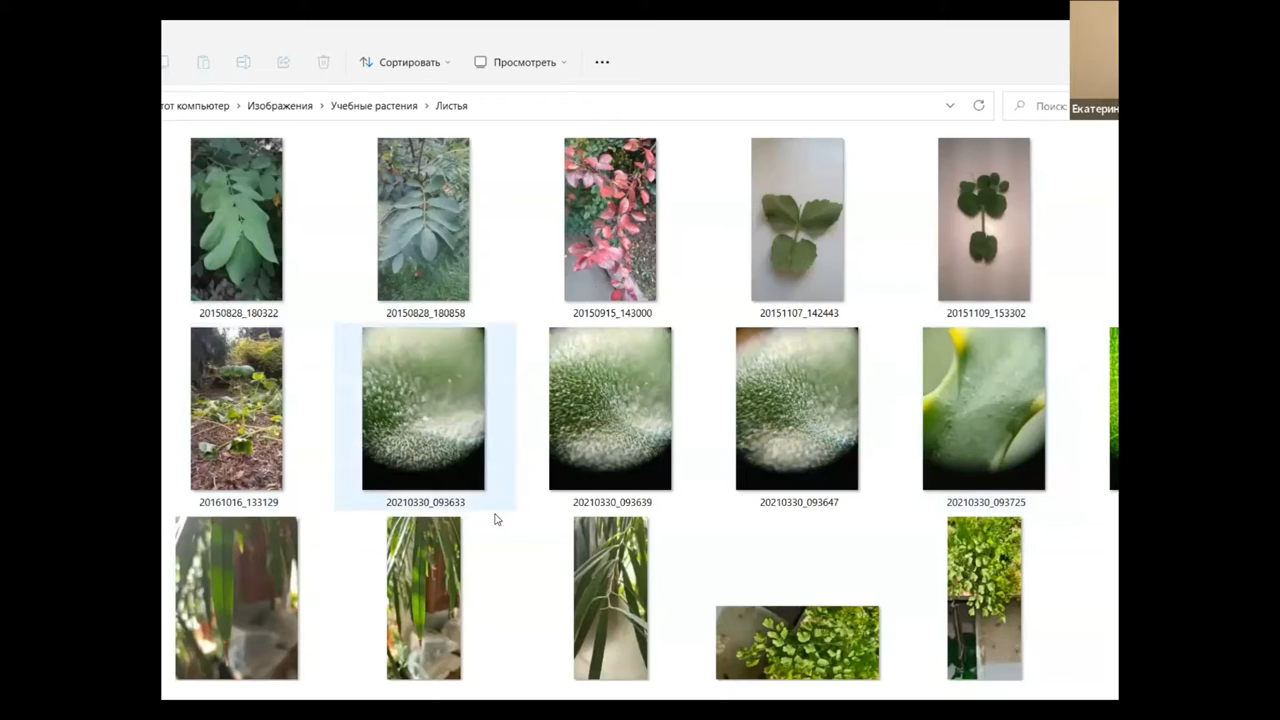 Сортировать Просмотреть
тот компьютер > Изображения > Учебные растения > Листья Поиск:
Екатерин
20150828_180322 20150828_180858 20150915_143000 20151107_142443 20151109_153302
20161016_133129 20210330_093633 20210330_093639 20210330_093647 20210330_093725